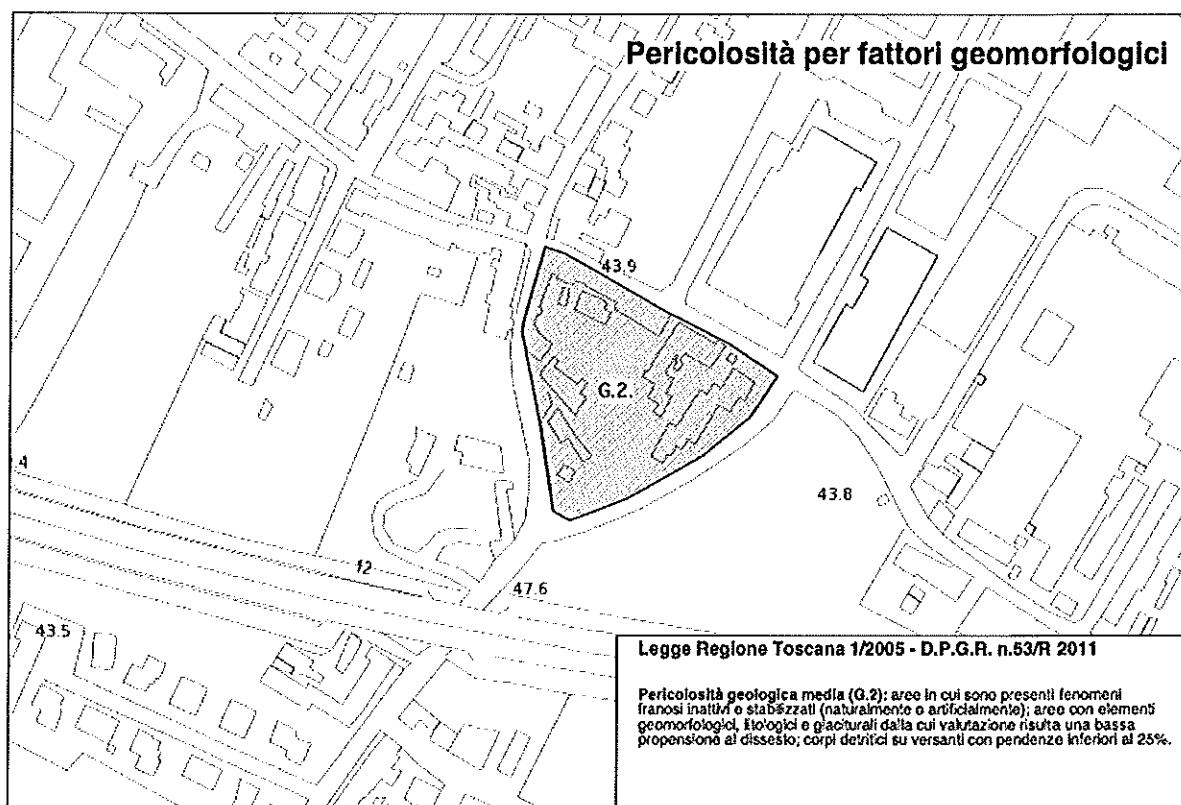 Pericolosità per fattori geomorfologici
43.9
G.2.
43.8
.4
12
47.6
43.5
Legge Regione Toscana 1/2005 - D.P.G.R. n.53/R 2011
Pericolosità geologica media (G.2): aree in cui sono presenti fenomeni
franosi inattivi e stabilizzati (naturalmente o artificialmente); aree con elementi
geomorfologici, litologici e giaciturali dalla cui valutazione risulta una bassa
propensione al dissesto; corpi detritici su versanti con pendenze inferiori al 25%.